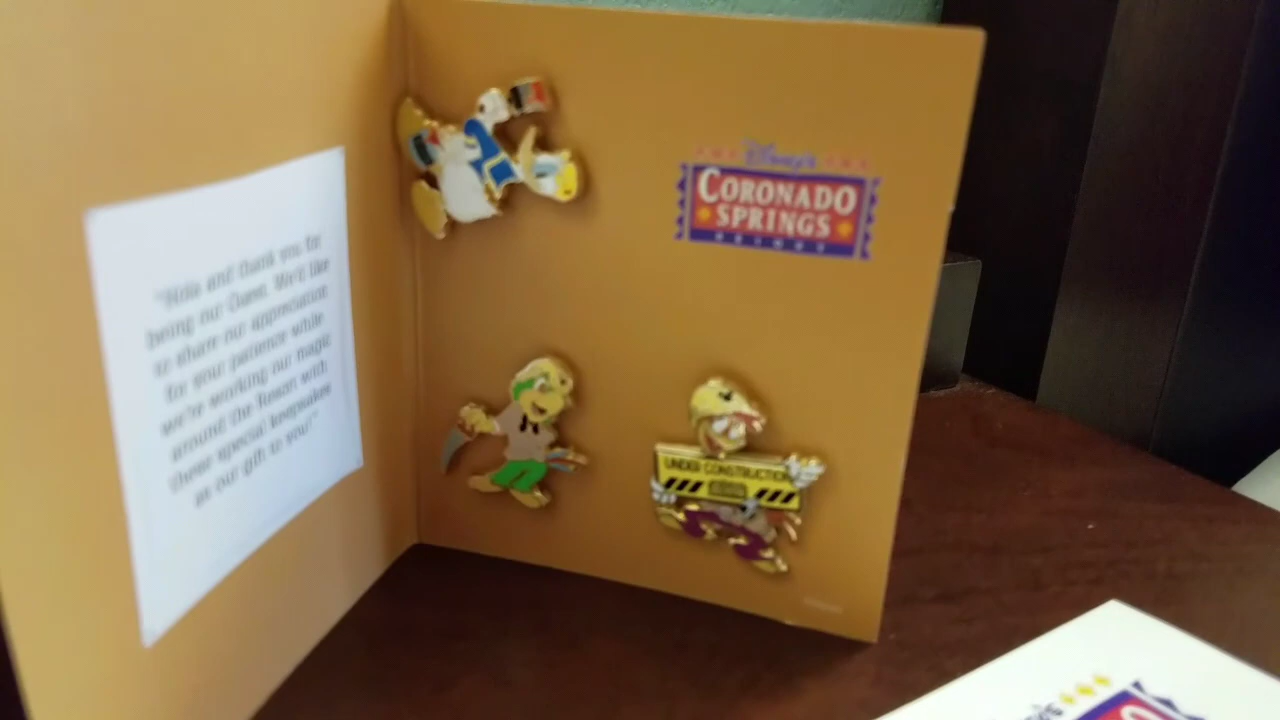 "Hola and thank you for
being our Guest. We'd like
to share our appreciation
for your patience while
we're working our magic
around the Resort with
these special keepsakes
as our gift to you!"
Disney's
CORONADO
SPRINGS
RESORT
UNDER CONSTRUCTION